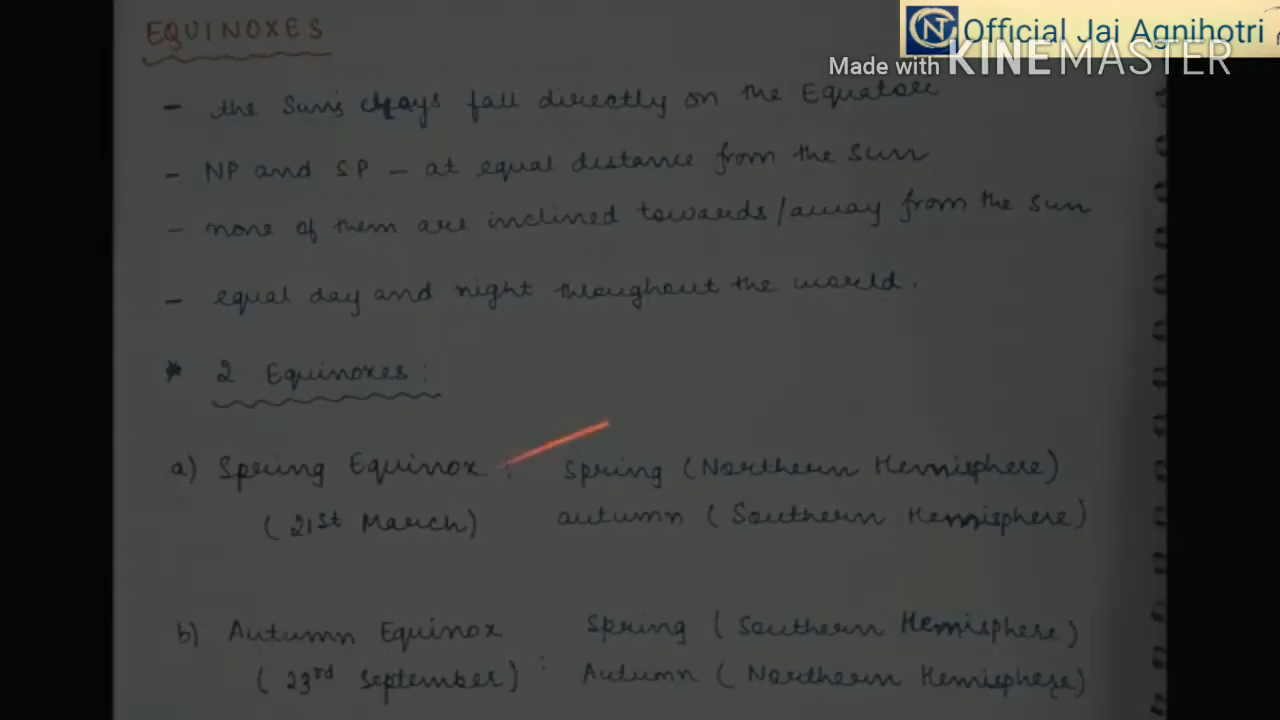 Official Jai Agnihotri
Made with KINEMASTER
EQUINOXES
- the Sun's rays fall directly on the Equator
- NP and SP - at equal distance from the sun
- none of them are inclined towards/away from the sun
- equal day and night throughout the world.
* 2 Equinoxes:
a) Spring Equinox : spring (Northern Hemisphere)
(21st March) autumn (Southern Hemisphere)
b) Autumn Equinox spring (Southern Hemisphere)
(23rd September) : Autumn (Northern Hemisphere)